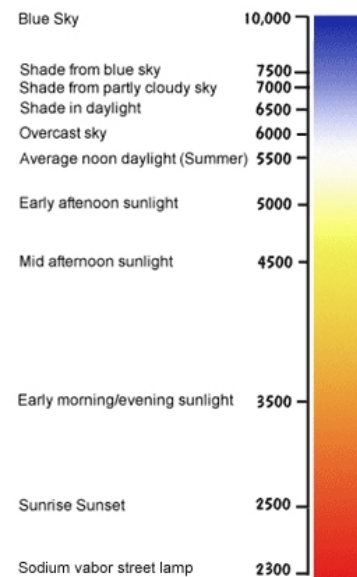 Blue Sky 10,000
Shade from blue sky 7500
Shade from partly cloudy sky 7000
Shade in daylight 6500
Overcast sky 6000
Average noon daylight (Summer) 5500
Early aftenoon sunlight 5000
Mid afternoon sunlight 4500
Early morning/evening sunlight 3500
Sunrise Sunset 2500
Sodium vabor street lamp 2300